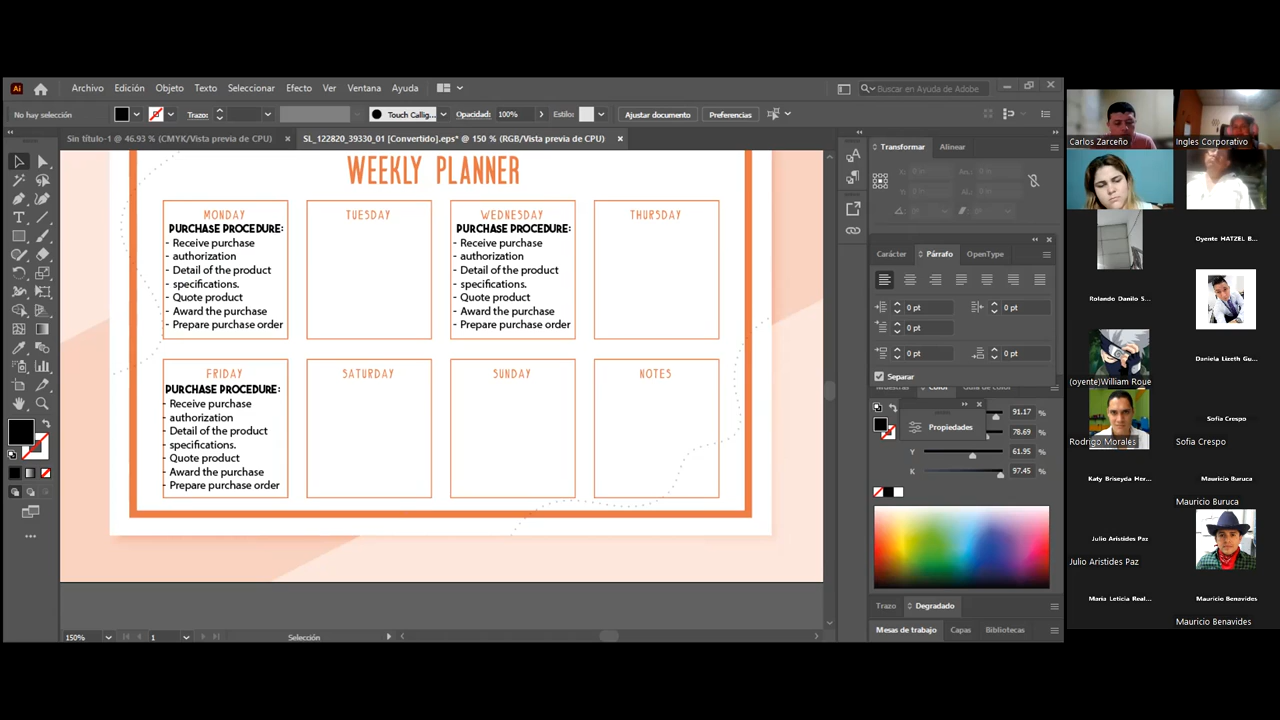 Ai
Archivo Edición Objeto Texto Seleccionar Efecto Ver Ventana Ayuda
Buscar en Ayuda de Adobe
No hay selección
Trazo:
Touch Callig...
Opacidad: 100%
Estilo:
Ajustar documento
Preferencias
Sin título-1 @ 46.93 % (CMYK/Vista previa de CPU) ×
SL_122820_39330_01 [Convertido].eps* @ 150 % (RGB/Vista previa de CPU) ×
WEEKLY PLANNER
MONDAY
PURCHASE PROCEDURE:
- Receive purchase
- authorization
- Detail of the product
- specifications.
- Quote product
- Award the purchase
- Prepare purchase order
TUESDAY
WEDNESDAY
PURCHASE PROCEDURE:
- Receive purchase
- authorization
- Detail of the product
- specifications.
- Quote product
- Award the purchase
- Prepare purchase order
THURSDAY
FRIDAY
PURCHASE PROCEDURE:
- Receive purchase
- authorization
- Detail of the product
- specifications.
- Quote product
- Award the purchase
- Prepare purchase order
SATURDAY
SUNDAY
NOTES
150%
1
Selección
Transformar Alinear
Carácter Párrafo OpenType
0 pt 0 pt
0 pt
0 pt 0 pt
Separar
Color
Propiedades
91.17 %
78.69 %
Y 61.95 %
K 97.45 %
Trazo Degradado
Mesas de trabajo Capas Bibliotecas
Carlos Zarceño
Ingles Corporativo
Oyente HATZEL B...
Rolando Danilo S...
(oyente)William Roue
Daniela Lizeth Gu...
Rodrigo Morales
Sofia Crespo
Sofia Crespo
Katy Briseyda Her...
Mauricio Buruca
Mauricio Buruca
Julio Aristides Paz
Julio Aristides Paz
Maria Leticia Real...
Mauricio Benavides
Mauricio Benavides